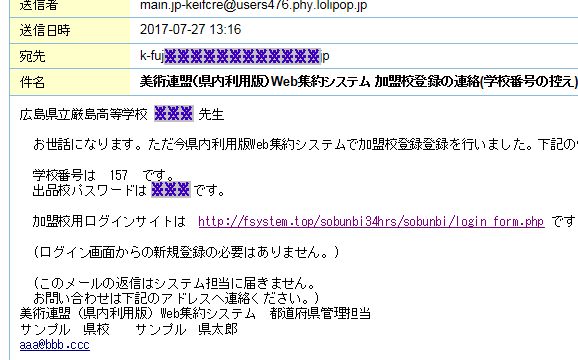 送信者 main.jp-keifcre@users476.phy.lolipop.jp
送信日時 2017-07-27 13:16
宛先 k-fuj jp
件名 美術連盟(県内利用版)Web集約システム 加盟校登録の連絡(学校番号の控え)
広島県立厳島高等学校 先生
お世話になります。ただ今県内利用版Web集約システムで加盟校登録登録を行いました。下記の
学校番号は 157 です。
出品校パスワードは です。
加盟校用ログインサイトは http://fsystem.top/sobunbi34hrs/sobunbi/login_form.php です
(ログイン画面からの新規登録の必要はありません。)
(このメールの返信はシステム担当に届きません。
お問い合わせは下記のアドレスへ連絡ください。)
美術連盟(県内利用版)Web集約システム 都道府県管理担当
サンプル 県校 サンプル 県太郎
aaa@bbb.ccc